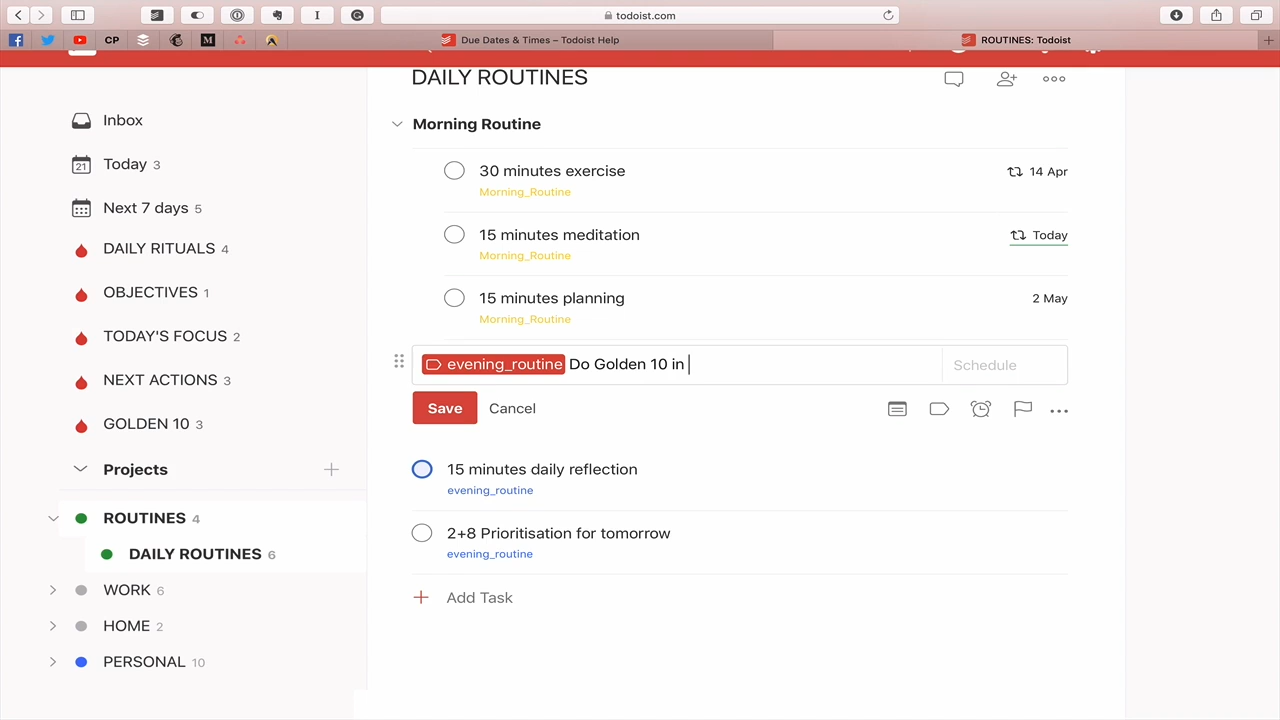 todoist.com
CP
M
Due Dates & Times – Todoist Help
ROUTINES: Todoist
DAILY ROUTINES
Inbox
21
Today 3
Next 7 days 5
DAILY RITUALS 4
OBJECTIVES 1
TODAY'S FOCUS 2
NEXT ACTIONS 3
GOLDEN 10 3
Projects
ROUTINES 4
DAILY ROUTINES 6
WORK 6
HOME 2
PERSONAL 10
Morning Routine
30 minutes exercise
14 Apr
Morning_Routine
15 minutes meditation
Today
Morning_Routine
15 minutes planning
2 May
Morning_Routine
evening_routine Do Golden 10 in
Schedule
Save Cancel
15 minutes daily reflection
evening_routine
2+8 Prioritisation for tomorrow
evening_routine
Add Task